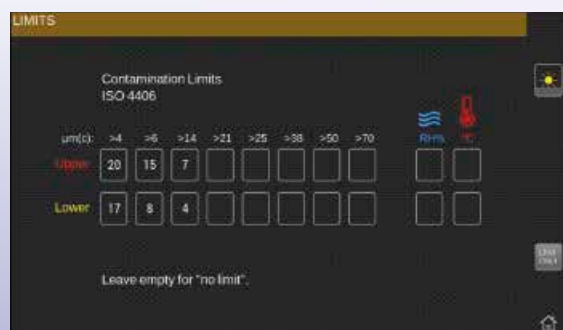 LIMITS
Contamination Limits
ISO 4406
μm(c): >4 >6 >14 >21 >25 >38 >50 >70 RH% °C
Upper 20 15 7
Lower 17 8 4
Leave empty for "no limit".